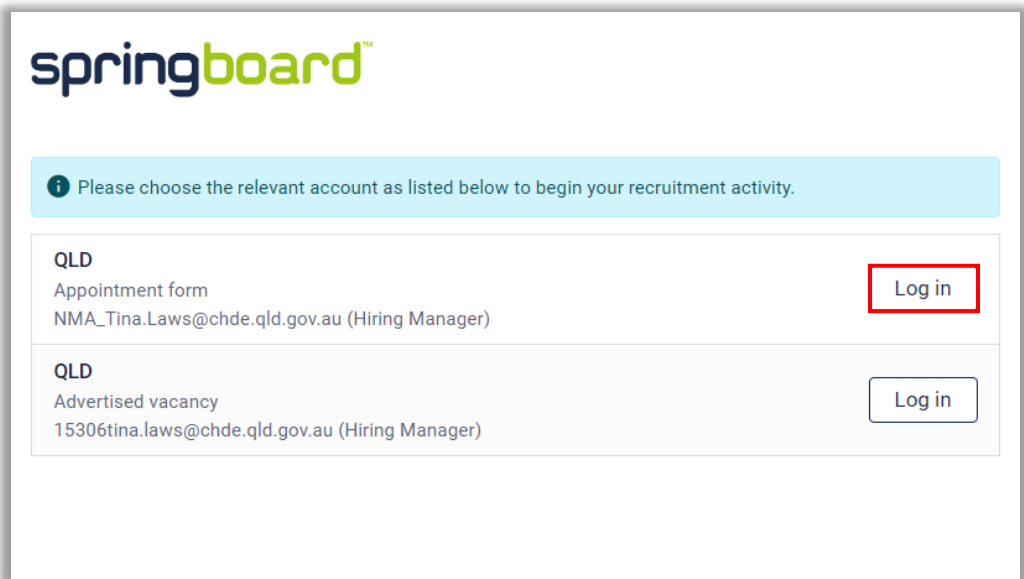 springboard™
Please choose the relevant account as listed below to begin your recruitment activity.
QLD
Appointment form
NMA_Tina.Laws@chde.qld.gov.au (Hiring Manager)
Log in
QLD
Advertised vacancy
15306tina.laws@chde.qld.gov.au (Hiring Manager)
Log in